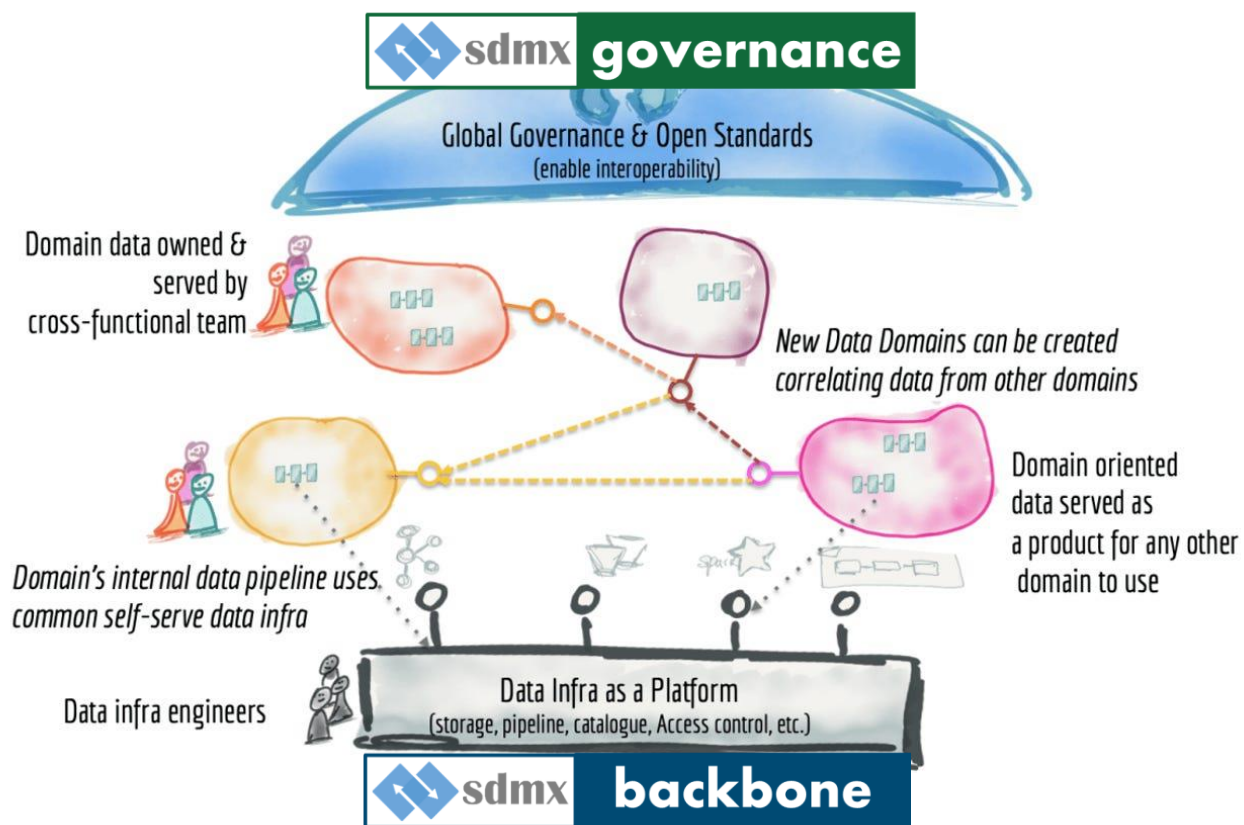 sdmx governance
Global Governance & Open Standards
(enable interoperability)
Domain data owned &
served by
cross-functional team
New Data Domains can be created
correlating data from other domains
Domain oriented
data served as
a product for any other
domain to use
Domain's internal data pipeline uses
common self-serve data infra
Spark
Data infra engineers
Data Infra as a Platform
(storage, pipeline, catalogue, Access control, etc.)
sdmx backbone